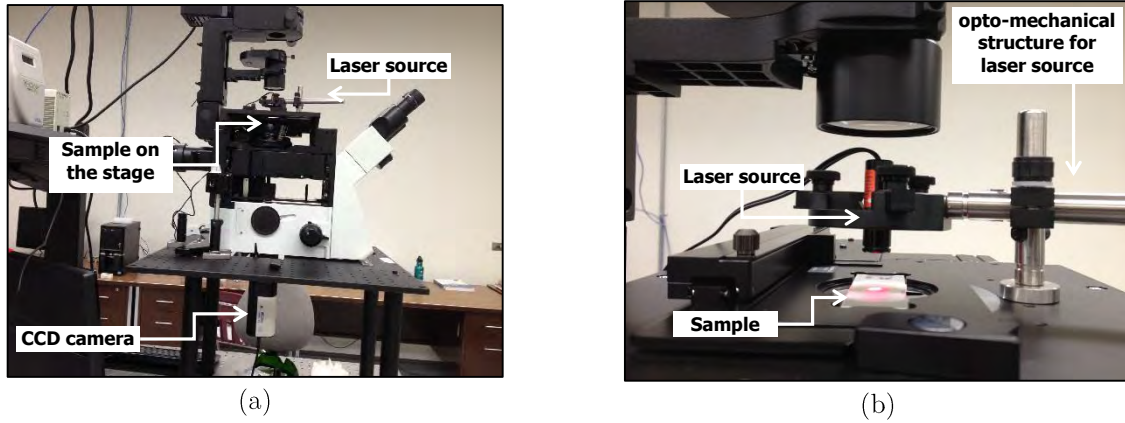 Laser source
Sample on
the stage
CCD camera
(a)
opto-mechanical
structure for
laser source
Laser source
Sample
(b)